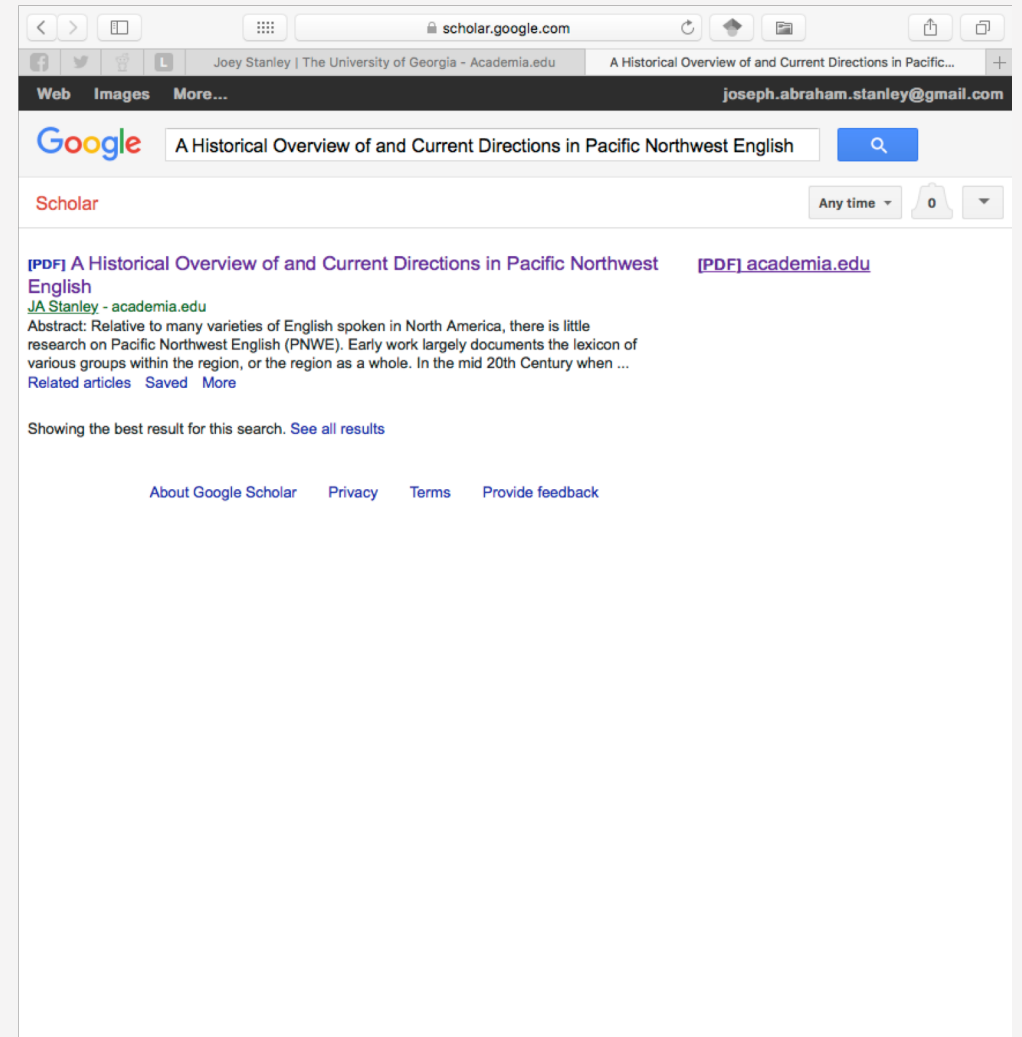 scholar.google.com
L
Joey Stanley | The University of Georgia - Academia.edu
A Historical Overview of and Current Directions in Pacific...
Web Images More...
joseph.abraham.stanley@gmail.com
Google
A Historical Overview of and Current Directions in Pacific Northwest English
Scholar
Any time
0
[PDF] A Historical Overview of and Current Directions in Pacific Northwest
English
[PDF] academia.edu
JA Stanley - academia.edu
Abstract: Relative to many varieties of English spoken in North America, there is little
research on Pacific Northwest English (PNWE). Early work largely documents the lexicon of
various groups within the region, or the region as a whole. In the mid 20th Century when ...
Related articles Saved More
Showing the best result for this search. See all results
About Google Scholar Privacy Terms Provide feedback